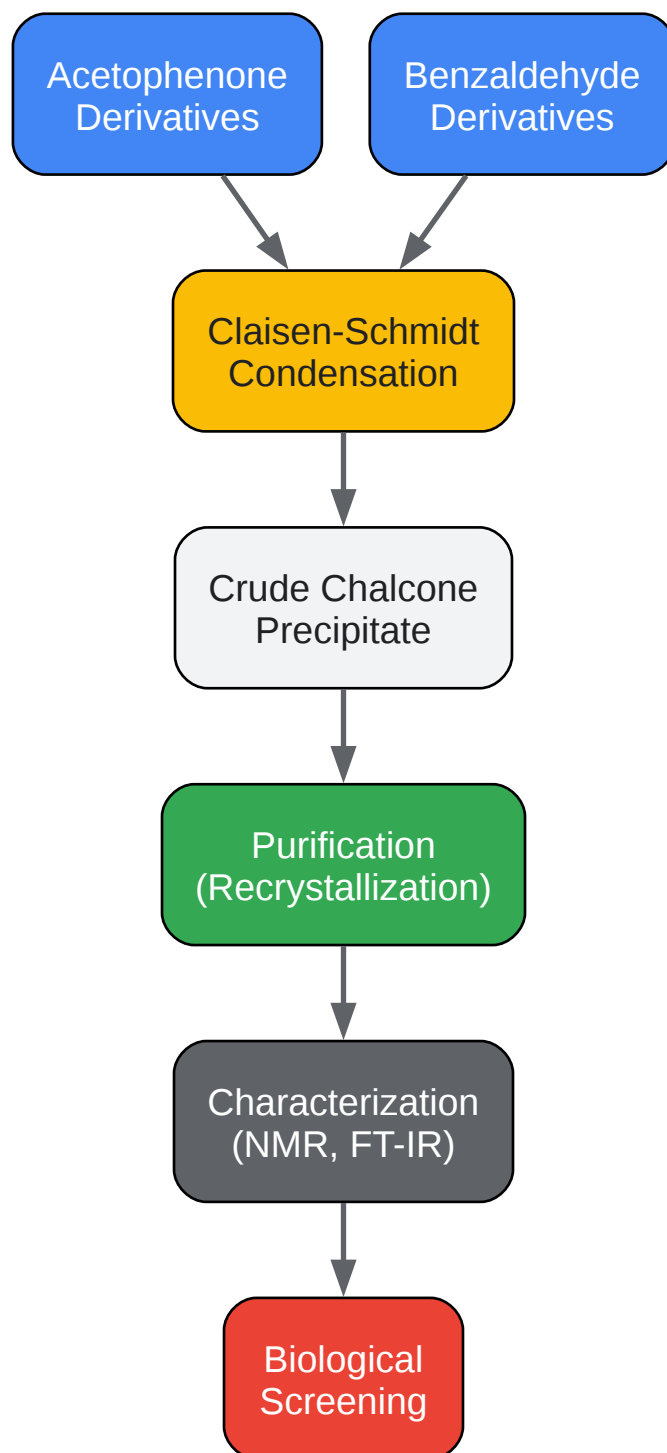 Acetophenone
Derivatives
Benzaldehyde
Derivatives
Claisen-Schmidt
Condensation
Crude Chalcone
Precipitate
Purification
(Recrystallization)
Characterization
(NMR, FT-IR)
Biological
Screening